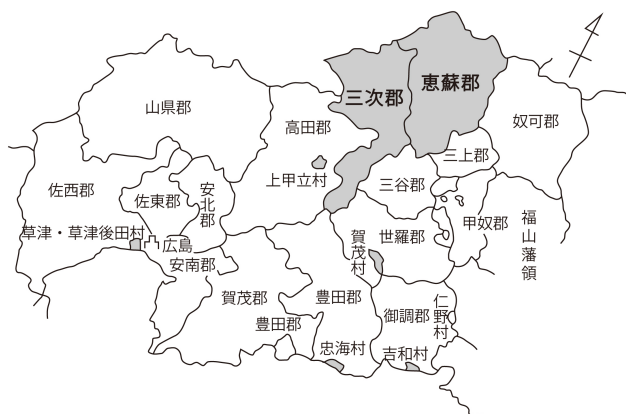 恵蘇郡
三次郡
山県郡
奴可郡
高田郡
三上郡
上甲立村
三谷郡
佐西郡
佐東郡
安北郡
甲奴郡
福山藩領
草津・草津後田村
広島
賀茂村
世羅郡
安南郡
賀茂郡
豊田郡
豊田郡
御調郡
仁野村
忠海村
吉和村